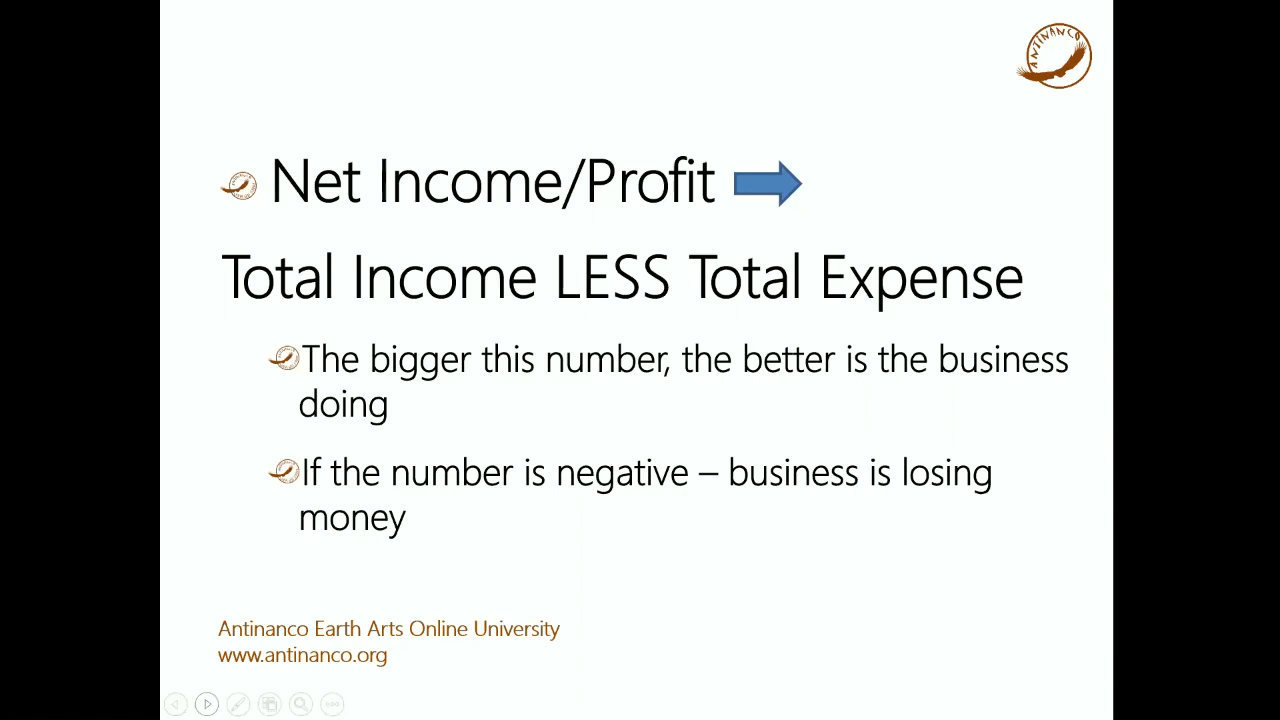 ANTINANCO
Net Income/Profit
Total Income LESS Total Expense
The bigger this number, the better is the business
doing
If the number is negative – business is losing
money
Antinanco Earth Arts Online University
www.antinanco.org